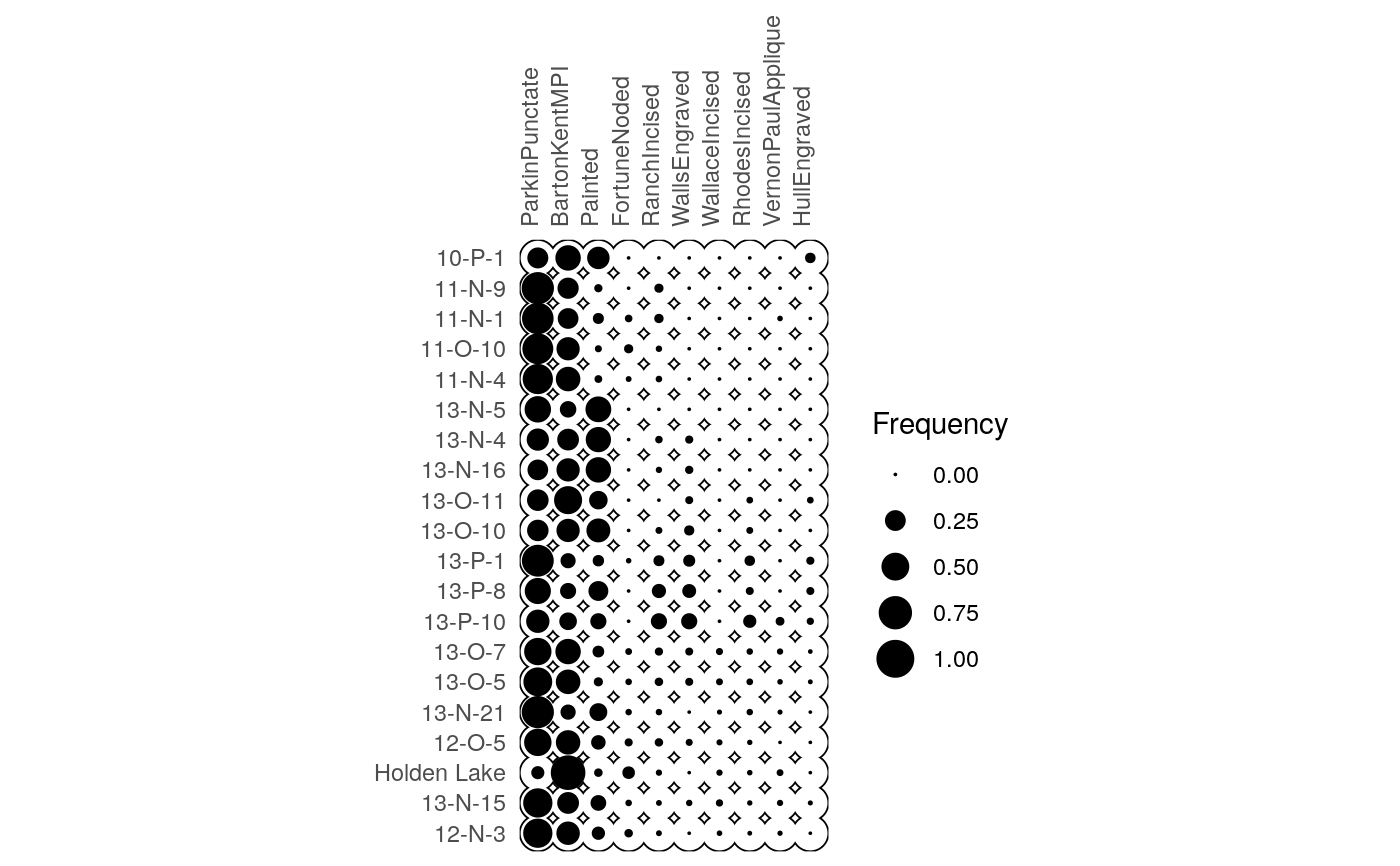 ParkinPunctate
BartonKentMPI
Painted
FortuneNoded
RanchIncised
WallsEngraved
WallaceIncised
RhodesIncised
VernonPaulApplique
HullEngraved
10-P-1
11-N-9
11-N-1
11-O-10
11-N-4
13-N-5
13-N-4
13-N-16
13-O-11
13-O-10
13-P-1
13-P-8
13-P-10
13-O-7
13-O-5
13-N-21
12-O-5
Holden Lake
13-N-15
12-N-3
Frequency
0.00
0.25
0.50
0.75
1.00